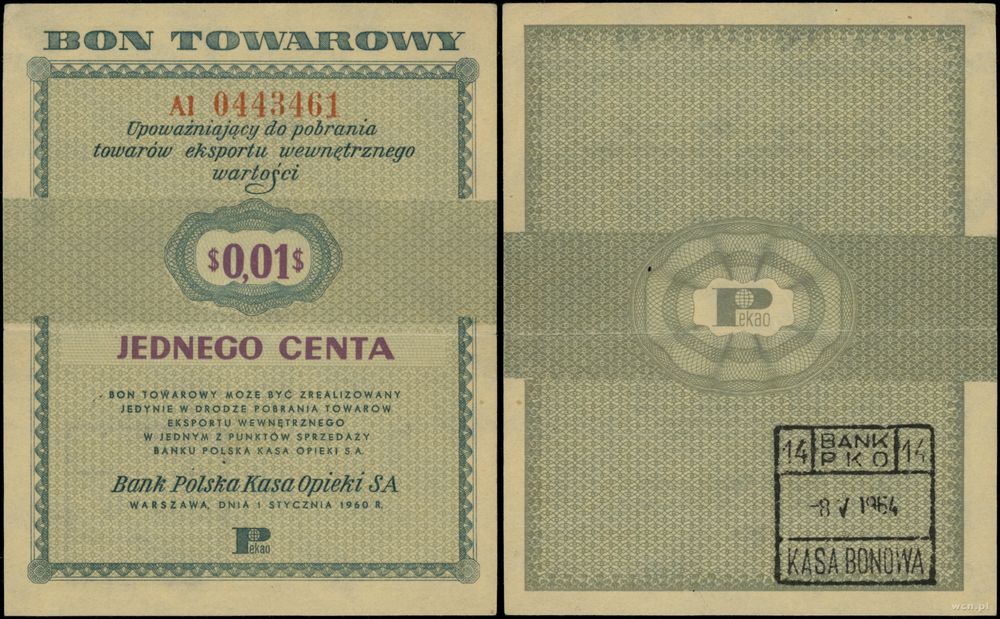 BON TOWAROWY
Al 0443461
Upoważniający do pobrania
towarów eksportu wewnętrznego
wartości
$0,01$
JEDNEGO CENTA
BON TOWAROWY MOŻE BYĆ ZREALIZOWANY
JEDYNIE W DRODZE POBRANIA TOWARÓW
EKSPORTU WEWNĘTRZNEGO
W JEDNYM Z PUNKTÓW SPRZEDAŻY
BANKU POLSKA KASA OPIEKI S.A.
Bank Polska Kasa Opieki SA
WARSZAWA, DNIA 1 STYCZNIA 1960 R.
Pekao
Pekao
14 BANK 14
PKO
-8 V 1964
KASA BONOWA
wcn.pl